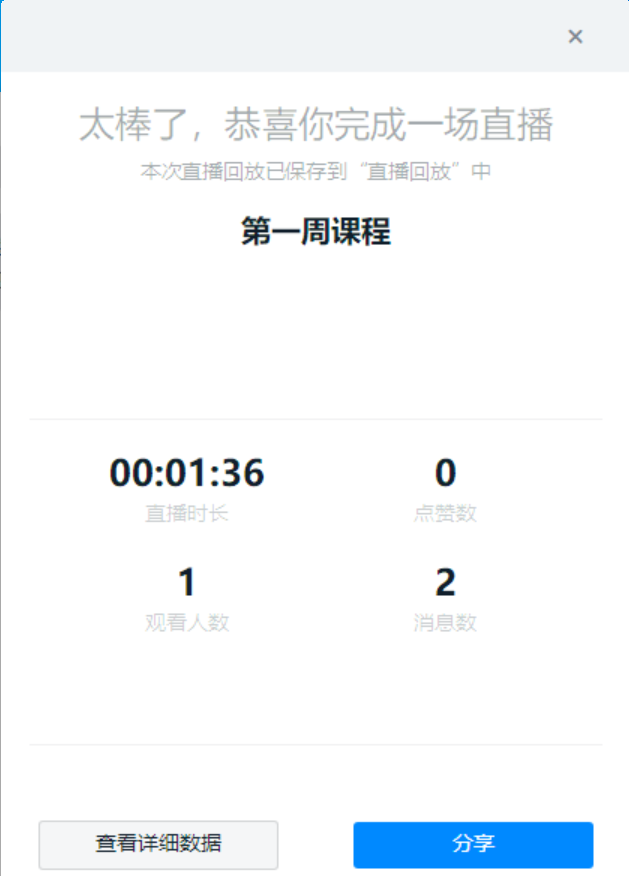 太棒了，恭喜你完成一场直播
本次直播回放已保存到“直播回放”中
第一周课程
00:01:36
0
直播时长
点赞数
1
2
观看人数
消息数
查看详细数据
分享